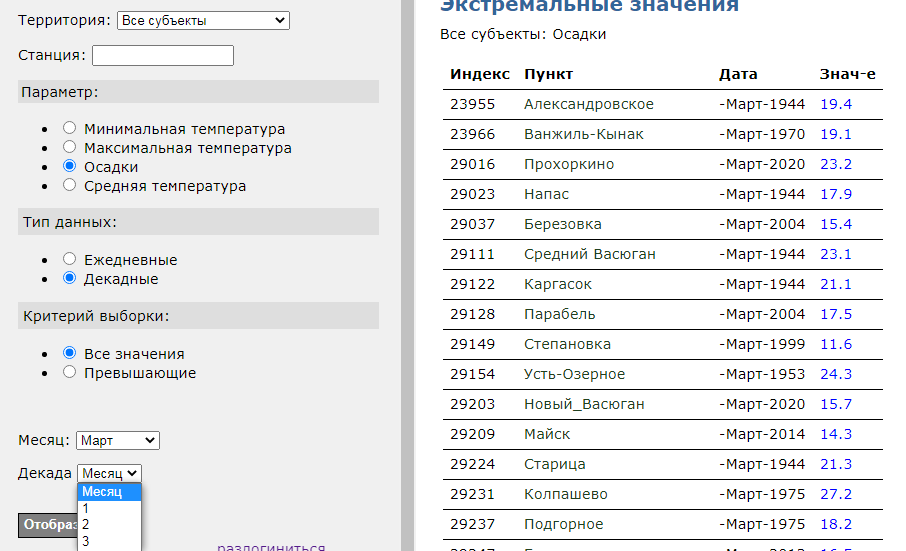 Территория: Все субъекты
Станция:
Параметр:
Минимальная температура
Максимальная температура
Осадки
Средняя температура
Тип данных:
Ежедневные
Декадные
Критерий выборки:
Все значения
Превышающие
Месяц: Март
Декада Месяц
Месяц
1
2
3
разлогиниться
Экстремальные значения
Все субъекты: Осадки
Индекс Пункт Дата Знач-е
23955 Александровское -Март-1944 19.4
23966 Ванжиль-Кынак -Март-1970 19.1
29016 Прохоркино -Март-2020 23.2
29023 Напас -Март-1944 17.9
29037 Березовка -Март-2004 15.4
29111 Средний Васюган -Март-1944 23.1
29122 Каргасок -Март-1944 21.1
29128 Парабель -Март-2004 17.5
29149 Степановка -Март-1999 11.6
29154 Усть-Озерное -Март-1953 24.3
29203 Новый_Васюган -Март-2020 15.7
29209 Майск -Март-2014 14.3
29224 Старица -Март-1944 21.3
29231 Колпашево -Март-1975 27.2
29237 Подгорное -Март-1975 18.2